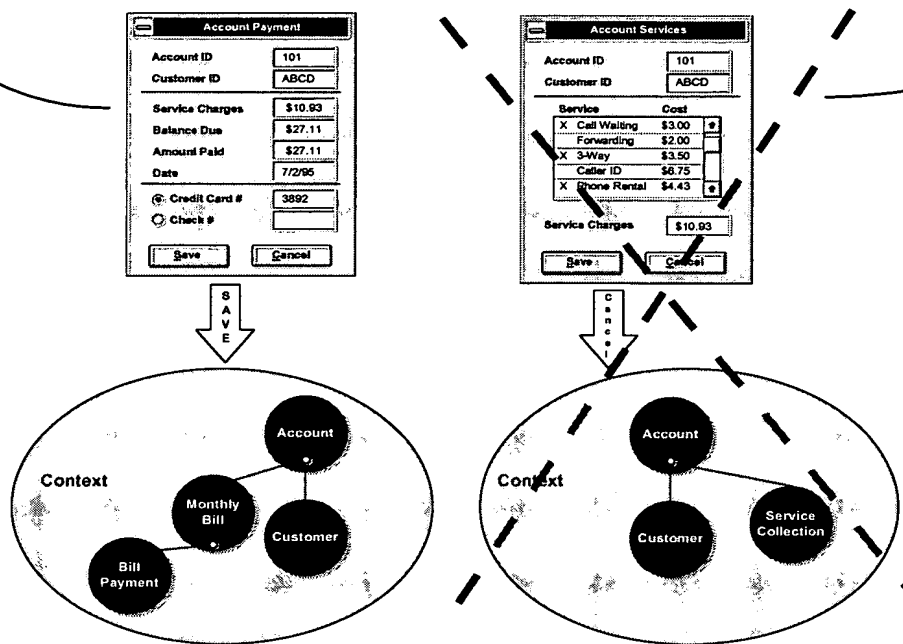 Account Payment
Account ID 101
Customer ID ABCD
Service Charges $10.93
Balance Due $27.11
Amount Paid $27.11
Date 7/2/95
Credit Card # 3892
Check #
Save Cancel
SAVE
Context
Account
Monthly
Bill
Customer
Bill
Payment
Account Services
Account ID 101
Customer ID ABCD
Service Cost
X Call Waiting $3.00
Forwarding $2.00
X 3-Way $3.50
Caller ID $6.75
X Phone Rental $4.43
Service Charges $10.93
Save Cancel
Cancel
Context
Account
Customer
Service
Collection